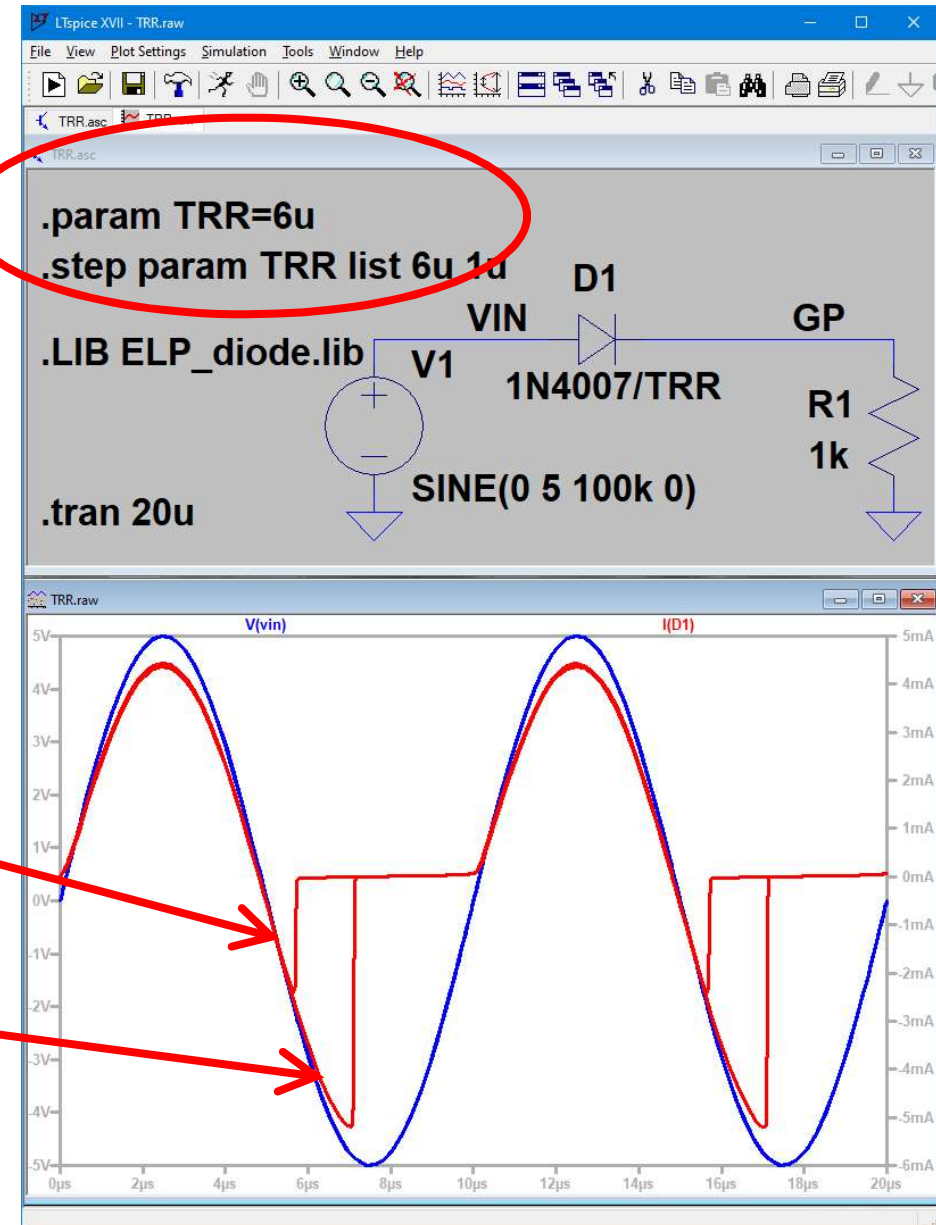 LTspice XVII - TRR.raw
File View Plot Settings Simulation Tools Window Help
TRR.asc
TRR.asc
.param TRR=6u
.step param TRR list 6u 1u
D1
VIN
GP
.LIB ELP_diode.lib
V1
1N4007/TRR
R1
1k
SINE(0 5 100k 0)
.tran 20u
TRR.raw
V(vin) I(D1)
5V 5mA
4V 4mA
3V 3mA
2V 2mA
1V 1mA
0V 0mA
-1V -1mA
-2V -2mA
-3V -3mA
-4V -4mA
-5V -5mA
-6mA
0µs 2µs 4µs 6µs 8µs 10µs 12µs 14µs 16µs 18µs 20µs